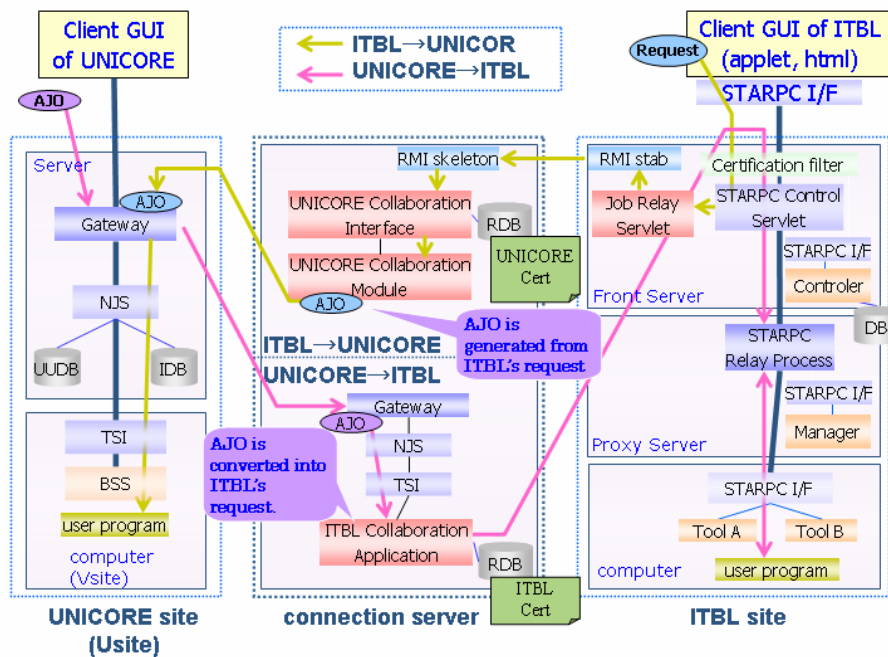 Client GUI
of UNICORE
ITBL→UNICOR
UNICORE→ITBL
Client GUI of ITBL
(applet, html)
Request
STARPC I/F
AJO
Server
AJO
Gateway
NJS
UUDB
IDB
TSI
BSS
user program
computer
(Vsite)
UNICORE site
(Usite)
RMI skeleton
UNICORE Collaboration
Interface
RDB
UNICORE Collaboration
Module
UNICORE
Cert
AJO
AJO is
generated from
ITBL's request
ITBL→UNICORE
UNICORE→ITBL
Gateway
AJO
NJS
TSI
AJO is
converted into
ITBL's
request.
ITBL Collaboration
Application
RDB
ITBL
Cert
connection server
RMI stab
Certification filter
Job Relay
Servlet
STARPC Control
Servlet
STARPC I/F
Controler
Front Server
DB
STARPC
Relay Process
STARPC I/F
Manager
Proxy Server
STARPC I/F
Tool A
Tool B
computer
user program
ITBL site